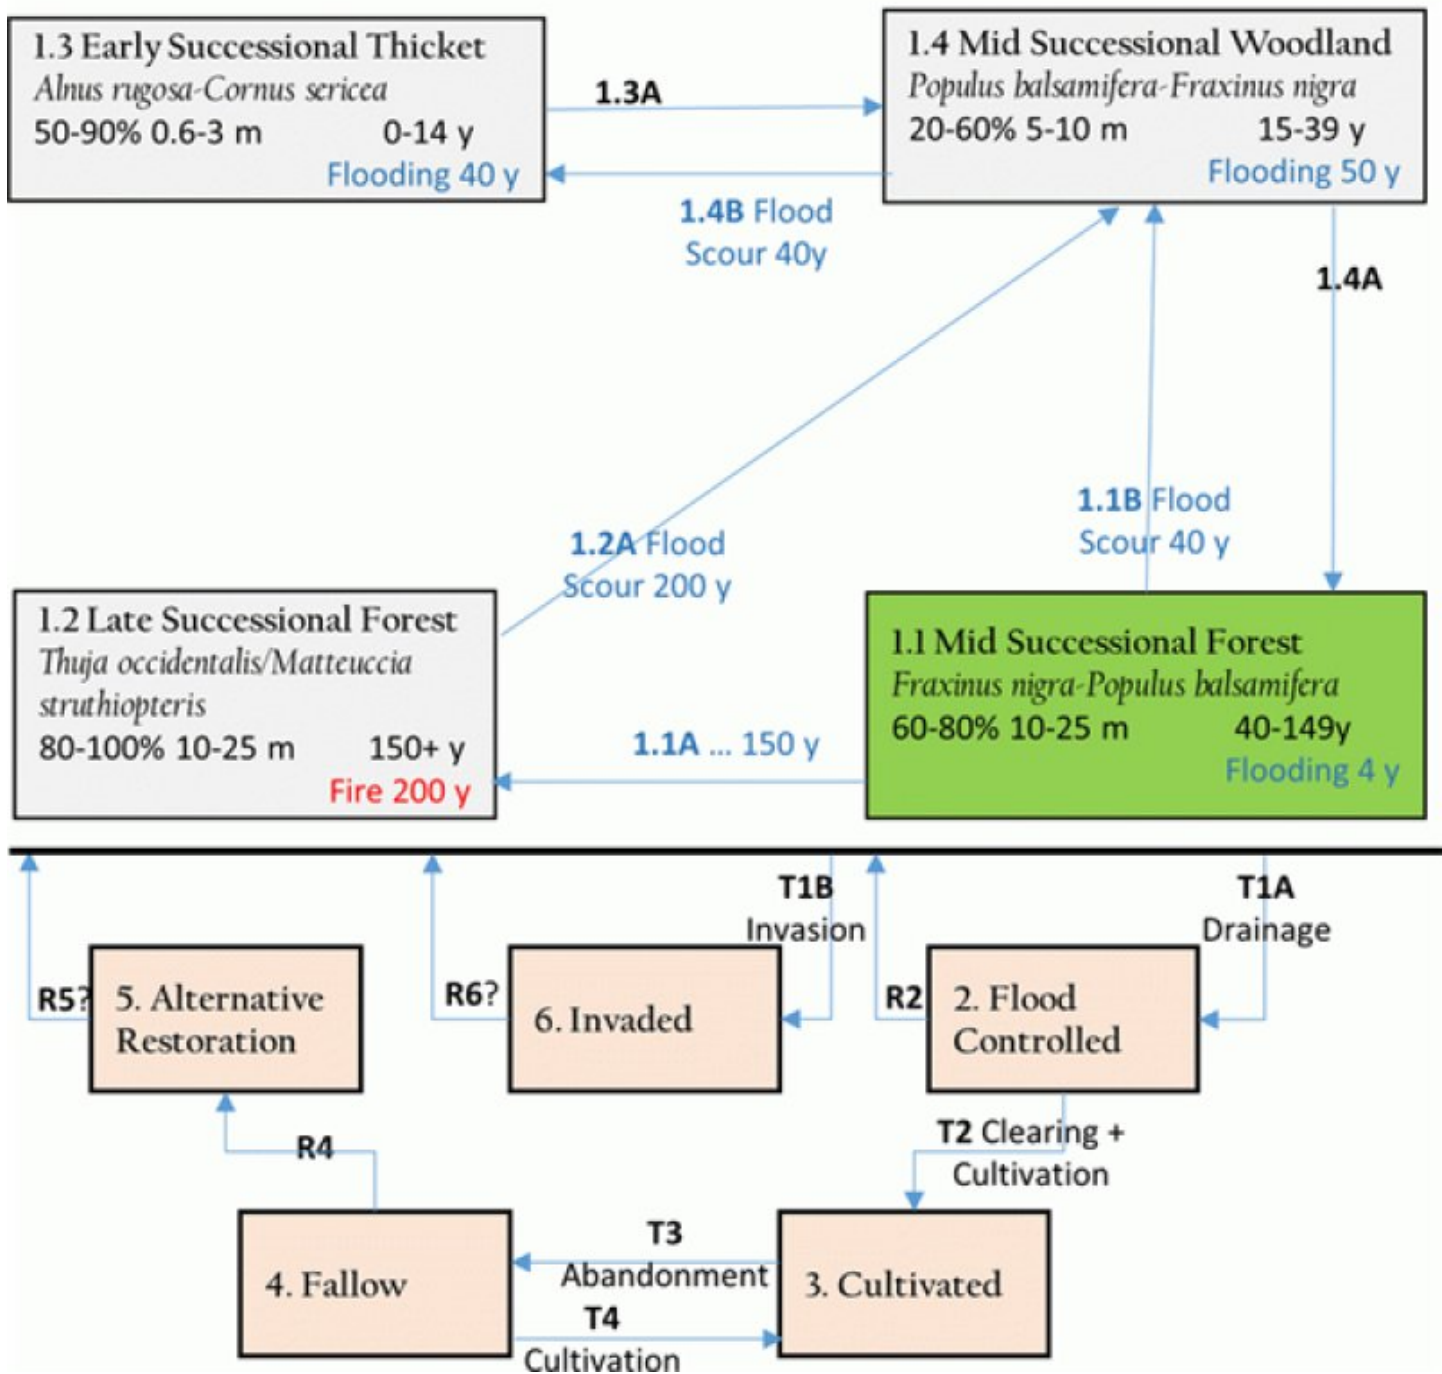 1.3 Early Successional Thicket
Alnus rugosa-Cornus sericea
50-90% 0.6-3 m 0-14 y
Flooding 40 y
1.3A
1.4 Mid Successional Woodland
Populus balsamifera-Fraxinus nigra
20-60% 5-10 m 15-39 y
Flooding 50 y
1.4B Flood
Scour 40y
1.4A
1.2A Flood
Scour 200 y
1.1B Flood
Scour 40 y
1.2 Late Successional Forest
Thuja occidentalis/Matteuccia
struthiopteris
80-100% 10-25 m 150+ y
Fire 200 y
1.1A ... 150 y
1.1 Mid Successional Forest
Fraxinus nigra-Populus balsamifera
60-80% 10-25 m 40-149y
Flooding 4 y
T1B
Invasion
T1A
Drainage
R5?
5. Alternative
Restoration
R6?
6. Invaded
R2
2. Flood
Controlled
R4
T2 Clearing +
Cultivation
4. Fallow
T3
Abandonment
T4
Cultivation
3. Cultivated